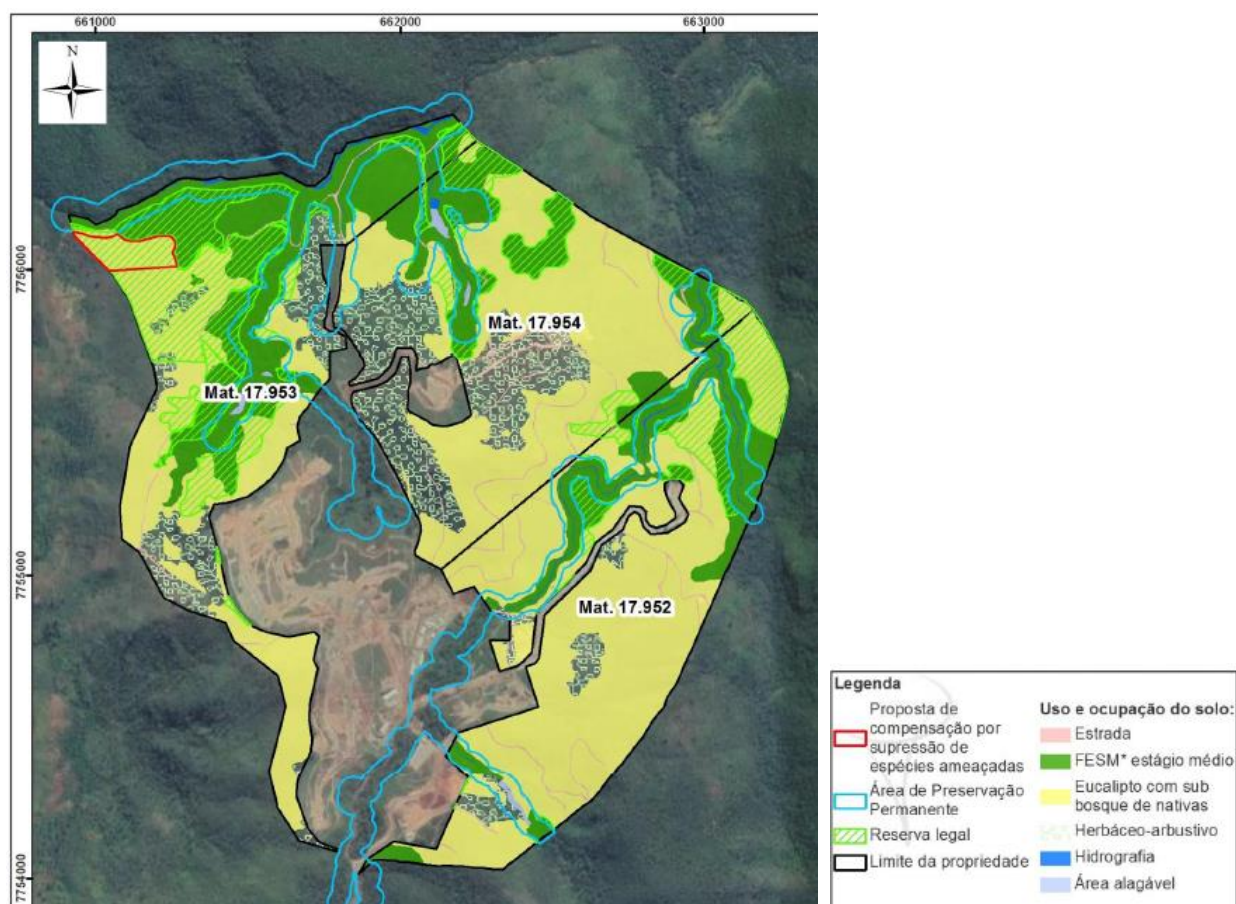 661000
662000
663000
N
7756000
Mat. 17.954
Mat. 17.953
7755000
Mat. 17.952
7754000
Legenda
Proposta de
compensação por
supressão de
espécies ameaçadas
Área de Preservação
Permanente
Reserva legal
Limite da propriedade
Uso e ocupação do solo:
Estrada
FESM* estágio médio
Eucalipto com sub
bosque de nativas
Herbáceo-arbustivo
Hidrografia
Área alagável